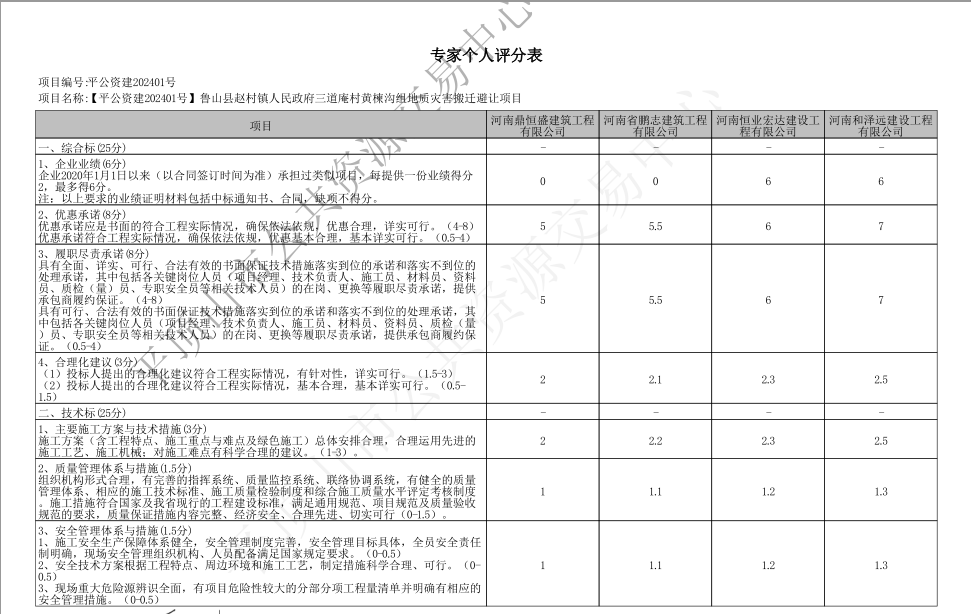 专家个人评分表
项目编号:平公资建202401号
项目名称:【平公资建202401号】鲁山县赵村镇人民政府三道庵村黄楝沟组地质灾害搬迁避让项目
项目 河南鼎恒盛建筑工程有限公司 河南省鹏志建筑工程有限公司 河南恒业宏达建设工程有限公司 河南和泽远建设工程有限公司
一、综合标(25分) - - - -
1、企业业绩(6分)
企业2020年1月1日以来（以合同签订时间为准）承担过类似项目，每提供一份业绩得分
2，最多得6分。
注：以上要求的业绩证明材料包括中标通知书、合同，缺项不得分。
0 0 6 6
2、优惠承诺(8分)
优惠承诺应是书面的符合工程实际情况，确保依法依规，优惠合理，详实可行。（4-8）
优惠承诺符合工程实际情况，确保依法依规，优惠基本合理，基本详实可行。（0.5-4）
5 5.5 6 7
3、履职尽责承诺(8分)
具有全面、详实、可行、合法有效的书面保证技术措施落实到位的承诺和落实不到位的
处理承诺，其中包括各关键岗位人员（项目经理、技术负责人、施工员、材料员、资料
员、质检（量）员、专职安全员等相关技术人员）的在岗、更换等履职尽责承诺，提供
承包商履约保证。（4-8）
具有可行、合法有效的书面保证技术措施落实到位的承诺和落实不到位的处理承诺，其
中包括各关键岗位人员（项目经理、技术负责人、施工员、材料员、资料员、质检（量
）员、专职安全员等相关技术人员）的在岗、更换等履职尽责承诺，提供承包商履约保
证。（0.5-4）
5 5.5 6 7
4、合理化建议(3分)
（1）投标人提出的合理化建议符合工程实际情况，有针对性，详实可行。（1.5-3）
（2）投标人提出的合理化建议符合工程实际情况，基本合理，基本详实可行。（0.5-
1.5）
2 2.1 2.3 2.5
二、技术标(25分) - - - -
1、主要施工方案与技术措施(3分)
施工方案（含工程特点、施工重点与难点及绿色施工）总体安排合理，合理运用先进的
施工工艺、施工机械；对施工难点有科学合理的建议。（1-3）。
2 2.2 2.3 2.5
2、质量管理体系与措施(1.5分)
组织机构形式合理，有完善的指挥系统、质量监控系统、联络协调系统，有健全的质量
管理体系、相应的施工技术标准、施工质量检验制度和综合施工质量水平评定考核制度
。施工措施符合国家及我省现行的工程建设标准，满足通用规范、项目规范及质量验收
规范的要求，质量保证措施内容完整、经济安全、合理先进、切实可行（0-1.5）。
1 1.1 1.2 1.3
3、安全管理体系与措施(1.5分)
1、施工安全生产保障体系健全，安全管理制度完善，安全管理目标具体，全员安全责任
制明确，现场安全管理组织机构、人员配备满足国家规定要求。（0-0.5）
2、安全技术方案根据工程特点、周边环境和施工工艺，制定措施科学合理、可行。（0-
0.5）
3、现场重大危险源辨识全面，有项目危险性较大的分部分项工程量清单并明确有相应的
安全管理措施。（0-0.5）
1 1.1 1.2 1.3
平顶山市公共资源交易中心